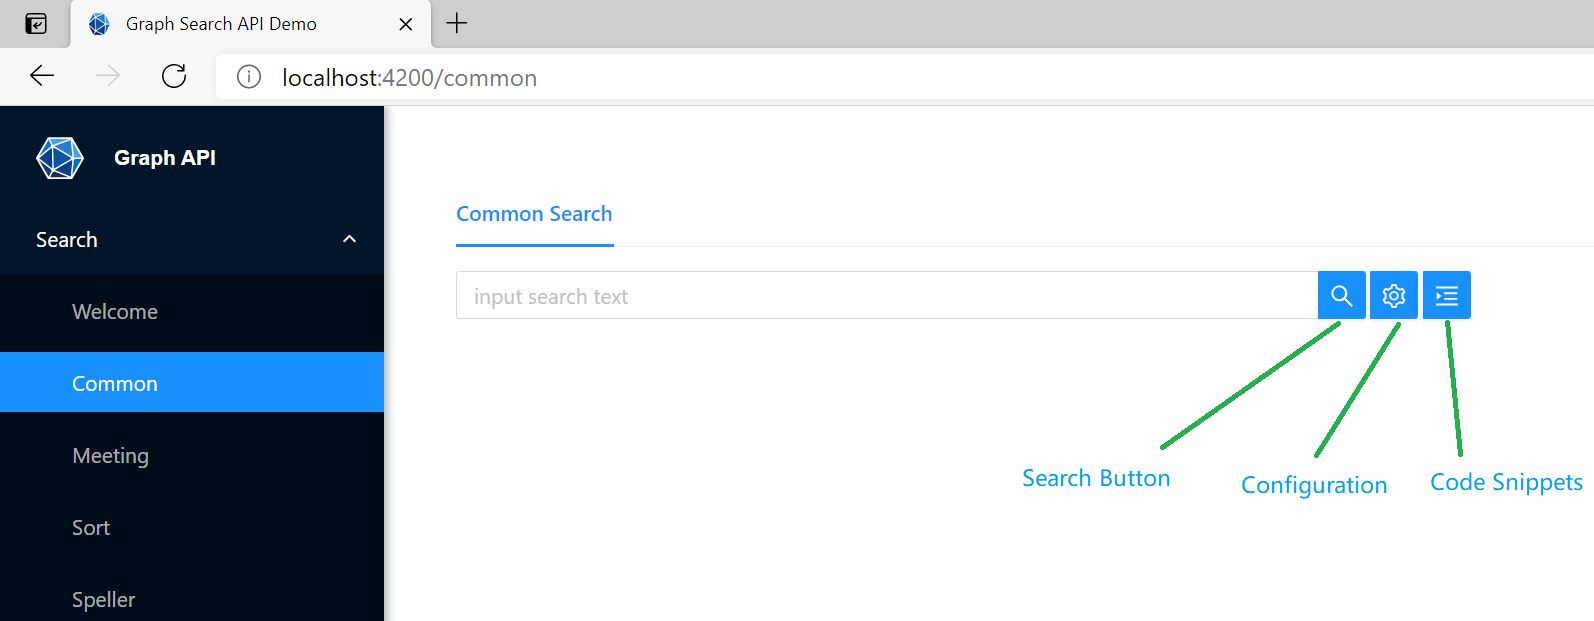 Graph Search API Demo
localhost:4200/common
Graph API
Search
Welcome
Common
Meeting
Sort
Speller
Common Search
input search text
Search Button
Configuration
Code Snippets